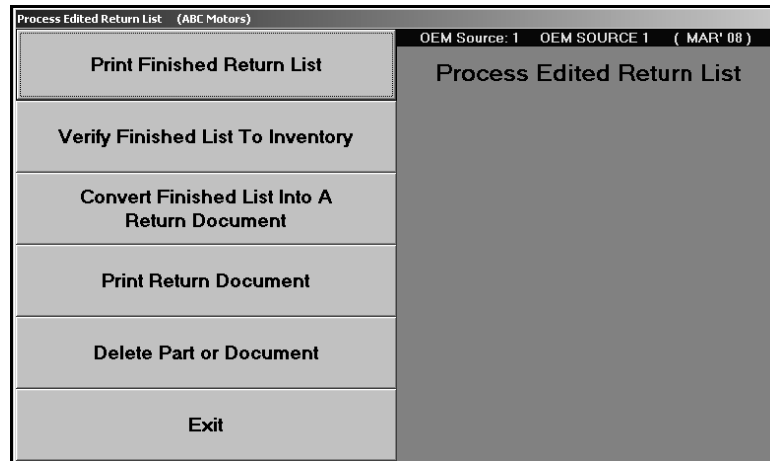 Process Edited Return List (ABC Motors)
OEM Source: 1 OEM SOURCE 1 ( MAR' 08 )
Process Edited Return List
Print Finished Return List
Verify Finished List To Inventory
Convert Finished List Into A
Return Document
Print Return Document
Delete Part or Document
Exit